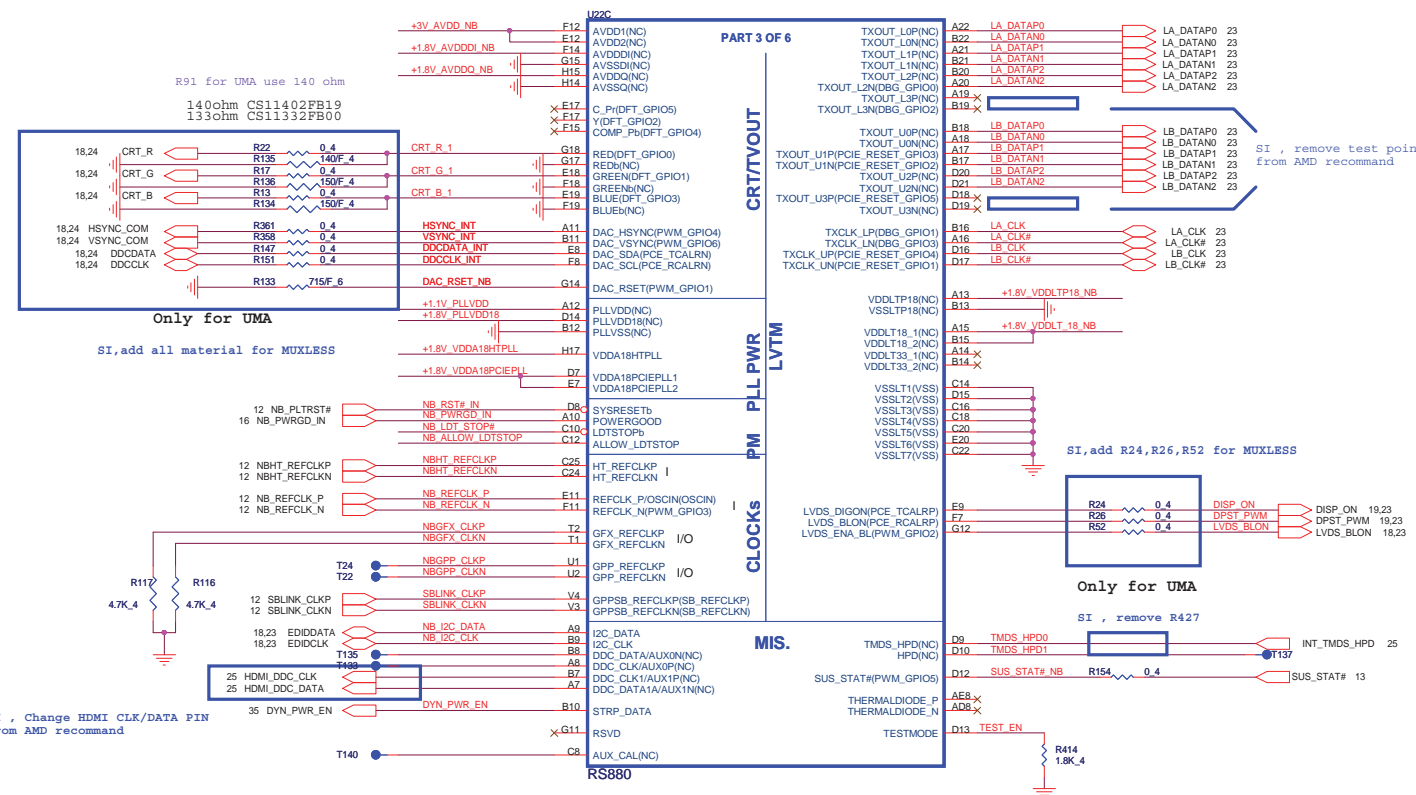 U22C
PART 3 OF 6
CRT/TVOUT
LVTM
PLL PWR
PM
CLOCKs
MIS.
RS880
R91 for UMA use 140 ohm
140ohm CS11402FB19
133ohm CS11332FB00
+3V_AVDD_NB F12 AVDD1(NC)
E12 AVDD2(NC)
+1.8V_AVDDDI_NB F14 AVDDDI(NC)
G15 AVSSDI(NC)
+1.8V_AVDDQ_NB H15 AVDDQ(NC)
H14 AVSSQ(NC)
E17 C_Pr(DFT_GPIO5)
F17 Y(DFT_GPIO2)
F15 COMP_Pb(DFT_GPIO4)
18,24 CRT_R R22 0_4 CRT_R_1 G18 RED(DFT_GPIO0)
R135 140/F_4 G17 REDb(NC)
18,24 CRT_G R17 0_4 CRT_G_1 E18 GREEN(DFT_GPIO1)
R136 150/F_4 F18 GREENb(NC)
18,24 CRT_B R13 0_4 CRT_B_1 E19 BLUE(DFT_GPIO3)
R134 150/F_4 F19 BLUEb(NC)
18,24 HSYNC_COM R361 0_4 HSYNC_INT A11 DAC_HSYNC(PWM_GPIO4)
18,24 VSYNC_COM R358 0_4 VSYNC_INT B11 DAC_VSYNC(PWM_GPIO6)
18,24 DDCDATA R147 0_4 DDCDATA_INT E8 DAC_SDA(PCE_TCALRN)
18,24 DDCCLK R151 0_4 DDCCLK_INT F8 DAC_SCL(PCE_RCALRN)
R133 715/F_6 DAC_RSET_NB G14 DAC_RSET(PWM_GPIO1)
Only for UMA
SI,add all material for MUXLESS
+1.1V_PLLVDD A12 PLLVDD(NC)
+1.8V_PLLVDD18 D14 PLLVDD18(NC)
B12 PLLVSS(NC)
+1.8V_VDDA18HTPLL H17 VDDA18HTPLL
+1.8V_VDDA18PCIEPLL D7 VDDA18PCIEPLL1
E7 VDDA18PCIEPLL2
12 NB_PLTRST# NB_RST#_IN D8 SYSRESETb
16 NB_PWRGD_IN NB_PWRGD_IN A10 POWERGOOD
NB_LDT_STOP# C10 LDTSTOPb
NB_ALLOW_LDTSTOP C12 ALLOW_LDTSTOP
12 NBHT_REFCLKP NBHT_REFCLKP C25 HT_REFCLKP I
12 NBHT_REFCLKN NBHT_REFCLKN C24 HT_REFCLKN
12 NB_REFCLK_P NB_REFCLK_P E11 REFCLK_P/OSCIN(OSCIN)
12 NB_REFCLK_N NB_REFCLK_N F11 REFCLK_N(PWM_GPIO3) I
NBGFX_CLKP T2 GFX_REFCLKP
NBGFX_CLKN T1 GFX_REFCLKN I/O
R117 4.7K_4
R116 4.7K_4
T24 NBGPP_CLKP U1 GPP_REFCLKP
T22 NBGPP_CLKN U2 GPP_REFCLKN I/O
12 SBLINK_CLKP SBLINK_CLKP V4 GPPSB_REFCLKP(SB_REFCLKP)
12 SBLINK_CLKN SBLINK_CLKN V3 GPPSB_REFCLKN(SB_REFCLKN)
18,23 EDIDDATA NB_I2C_DATA A9 I2C_DATA
18,23 EDIDCLK NB_I2C_CLK B9 I2C_CLK
T135 B8 DDC_DATA/AUX0N(NC)
T133 A8 DDC_CLK/AUX0P(NC)
25 HDMI_DDC_CLK B7 DDC_CLK1/AUX1P(NC)
25 HDMI_DDC_DATA A7 DDC_DATA1A/AUX1N(NC)
35 DYN_PWR_EN DYN_PWR_EN B10 STRP_DATA
, Change HDMI CLK/DATA PIN
om AMD recommand
G11 RSVD
T140 C8 AUX_CAL(NC)
TXOUT_L0P(NC) A22 LA_DATAP0 LA_DATAP0 23
TXOUT_L0N(NC) B22 LA_DATAN0 LA_DATAN0 23
TXOUT_L1P(NC) A21 LA_DATAP1 LA_DATAP1 23
TXOUT_L1N(NC) B21 LA_DATAN1 LA_DATAN1 23
TXOUT_L2P(NC) B20 LA_DATAP2 LA_DATAP2 23
TXOUT_L2N(DBG_GPIO0) A20 LA_DATAN2 LA_DATAN2 23
TXOUT_L3P(NC) A19
TXOUT_L3N(DBG_GPIO2) B19
TXOUT_U0P(NC) B18 LB_DATAP0 LB_DATAP0 23
TXOUT_U0N(NC) A18 LB_DATAN0 LB_DATAN0 23
TXOUT_U1P(PCIE_RESET_GPIO3) A17 LB_DATAP1 LB_DATAP1 23
TXOUT_U1N(PCIE_RESET_GPIO2) B17 LB_DATAN1 LB_DATAN1 23
TXOUT_U2P(NC) D20 LB_DATAP2 LB_DATAP2 23
TXOUT_U2N(NC) D21 LB_DATAN2 LB_DATAN2 23
TXOUT_U3P(PCIE_RESET_GPIO5) D18
TXOUT_U3N(NC) D19
SI , remove test poin
from AMD recommand
TXCLK_LP(DBG_GPIO1) B16 LA_CLK LA_CLK 23
TXCLK_LN(DBG_GPIO3) A16 LA_CLK# LA_CLK# 23
TXCLK_UP(PCIE_RESET_GPIO4) D16 LB_CLK LB_CLK 23
TXCLK_UN(PCIE_RESET_GPIO1) D17 LB_CLK# LB_CLK# 23
VDDLTP18(NC) A13 +1.8V_VDDLTP18_NB
VSSLTP18(NC) B13
VDDLT18_1(NC) A15 +1.8V_VDDLT_18_NB
VDDLT18_2(NC) B15
VDDLT33_1(NC) A14
VDDLT33_2(NC) B14
VSSLT1(VSS) C14
VSSLT2(VSS) D15
VSSLT3(VSS) C16
VSSLT4(VSS) C18
VSSLT5(VSS) C20
VSSLT6(VSS) E20
VSSLT7(VSS) C22
SI,add R24,R26,R52 for MUXLESS
LVDS_DIGON(PCE_TCALRP) E9 R24 0_4 DISP_ON DISP_ON 19,23
LVDS_BLON(PCE_RCALRP) F7 R26 0_4 DPST_PWM DPST_PWM 19,23
LVDS_ENA_BL(PWM_GPIO2) G12 R52 0_4 LVDS_BLON LVDS_BLON 18,23
Only for UMA
SI , remove R427
TMDS_HPD(NC) D9 TMDS_HPD0 INT_TMDS_HPD 25
HPD(NC) D10 TMDS_HPD1 T137
SUS_STAT#(PWM_GPIO5) D12 SUS_STAT#_NB R154 0_4 SUS_STAT# 13
THERMALDIODE_P AE8
THERMALDIODE_N AD8
TESTMODE D13 TEST_EN
R414
1.8K_4